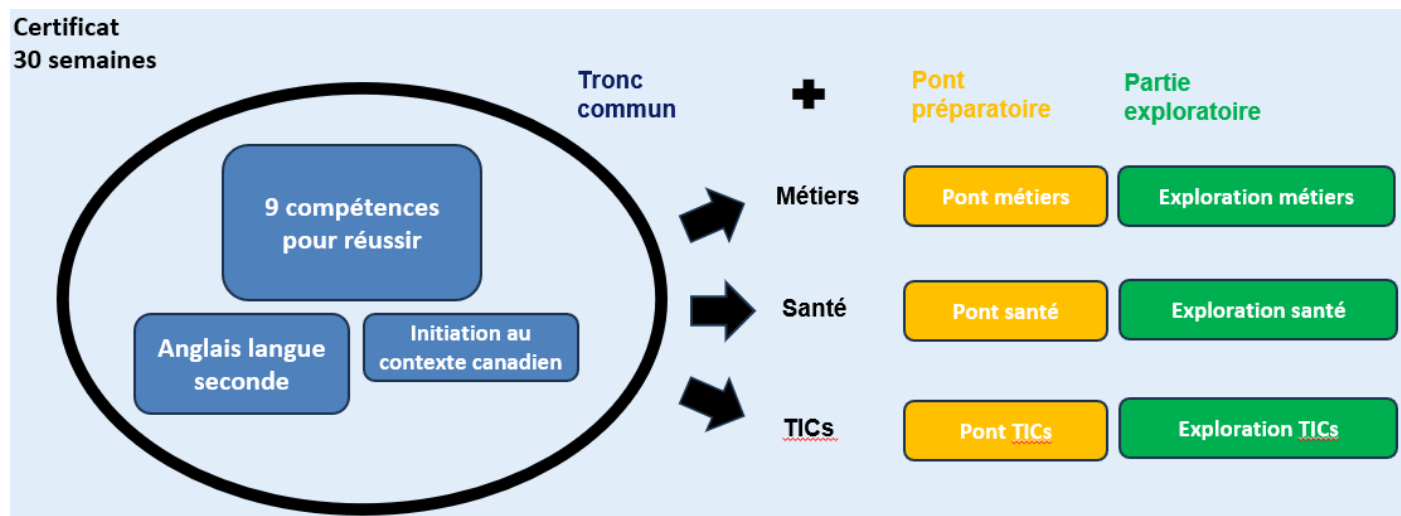 Certificat
30 semaines
Tronc
commun
Pont
préparatoire
Partie
exploratoire
9 compétences
pour réussir
Anglais langue
seconde
Initiation au
contexte canadien
Métiers
Pont métiers
Exploration métiers
Santé
Pont santé
Exploration santé
TICs
Pont TICs
Exploration TICs